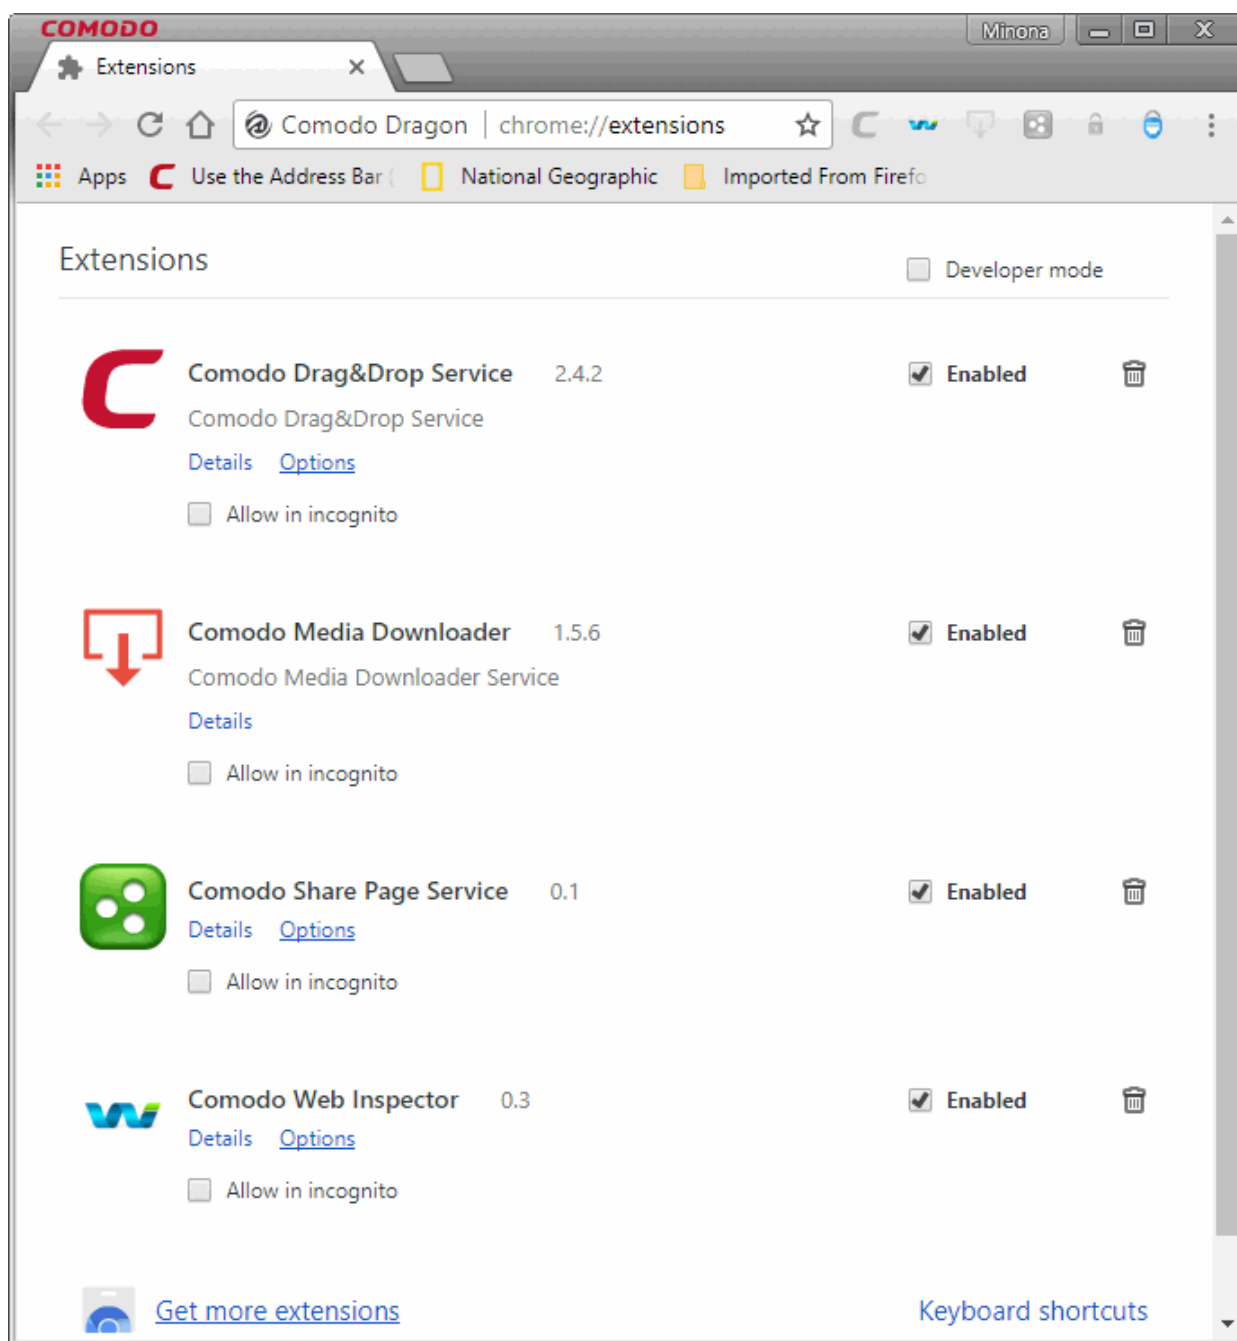 COMODO
Minona
Extensions
Comodo Dragon | chrome://extensions
Apps Use the Address Bar ( National Geographic Imported From Firefo
Extensions
Developer mode
Comodo Drag&Drop Service 2.4.2 Enabled
Comodo Drag&Drop Service
Details Options
Allow in incognito
Comodo Media Downloader 1.5.6 Enabled
Comodo Media Downloader Service
Details
Allow in incognito
Comodo Share Page Service 0.1 Enabled
Details Options
Allow in incognito
Comodo Web Inspector 0.3 Enabled
Details Options
Allow in incognito
Get more extensions Keyboard shortcuts